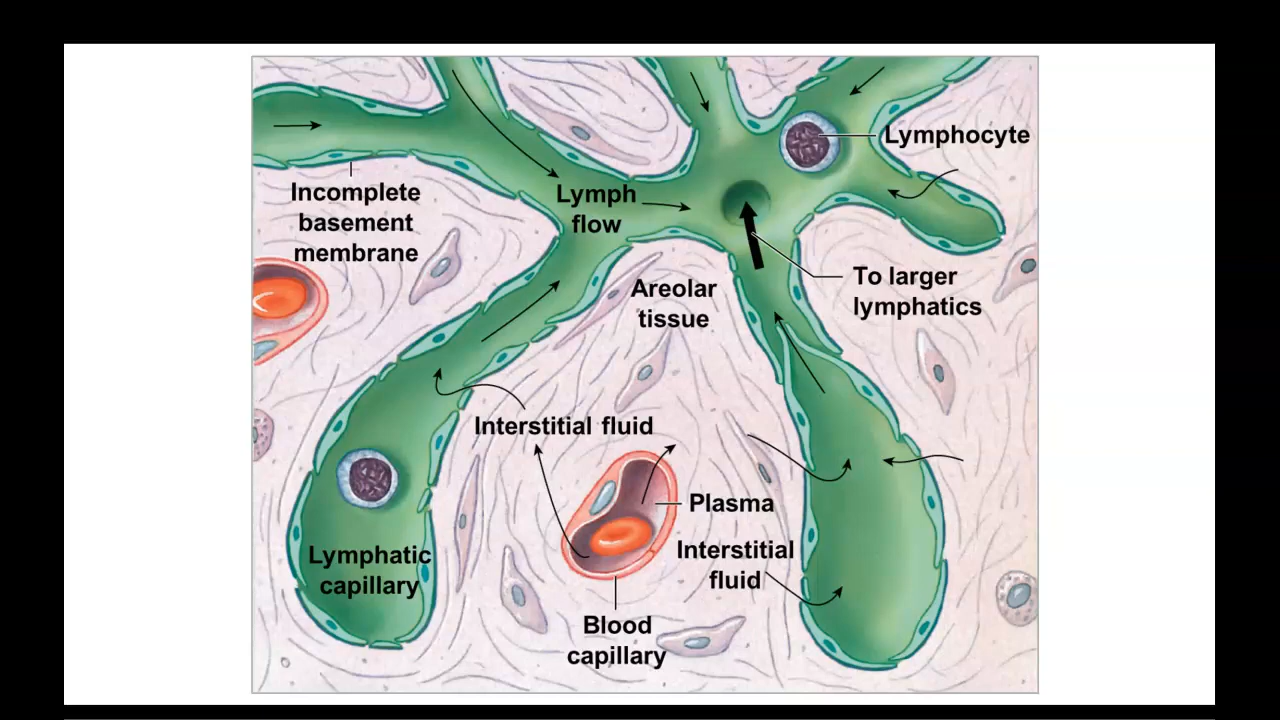 Lymphocyte
Incomplete
basement
membrane
Lymph
flow
To larger
lymphatics
Areolar
tissue
Interstitial fluid
Plasma
Interstitial
fluid
Lymphatic
capillary
Blood
capillary